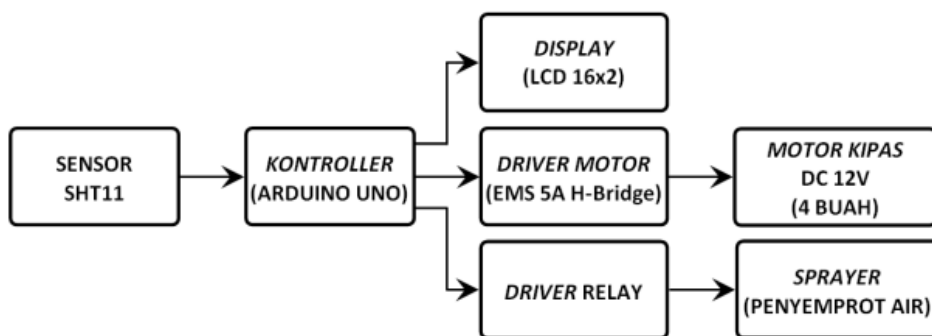 DISPLAY
(LCD 16x2)
SENSOR
SHT11
KONTROLLER
(ARDUINO UNO)
DRIVER MOTOR
(EMS 5A H-Bridge)
MOTOR KIPAS
DC 12V
(4 BUAH)
DRIVER RELAY
SPRAYER
(PENYEMPROT AIR)